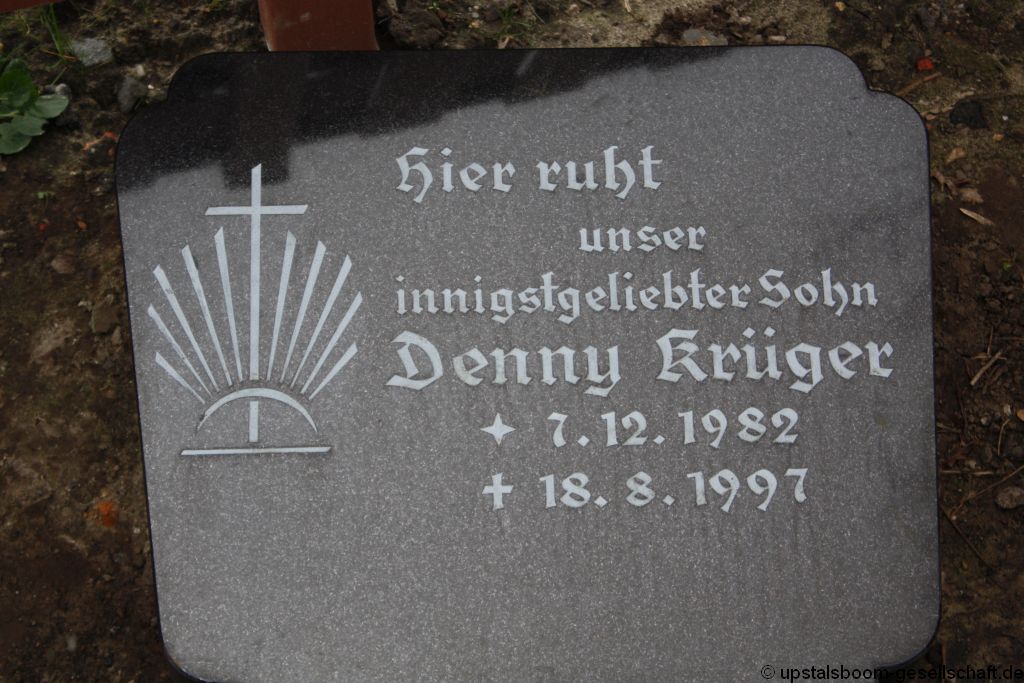 Hier ruht
unser
innigstgeliebter Sohn
Denny Krüger
✦ 7. 12. 1982
✝ 18. 8. 1997
© upstalsboom-gesellschaft.de